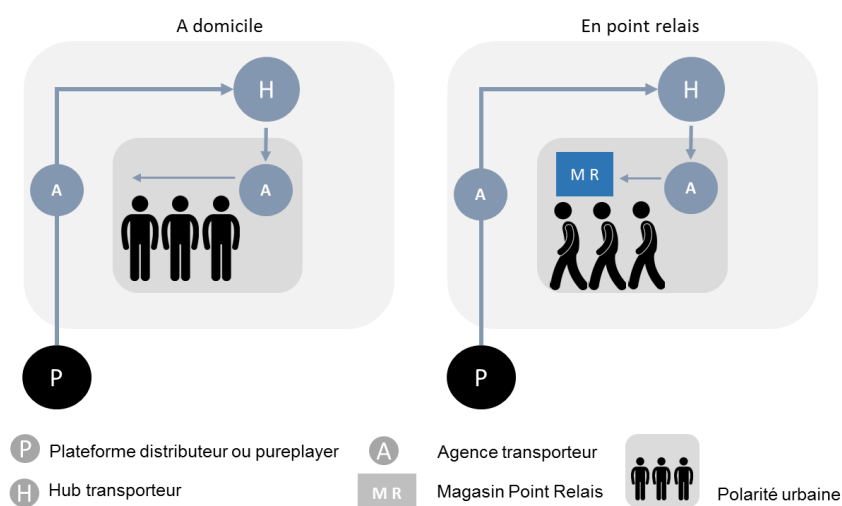 A domicile
En point relais
H
H
A
A
M R
A
A
P
P
P Plateforme distributeur ou pureplayer
A Agence transporteur
H Hub transporteur
M R Magasin Point Relais
Polarité urbaine